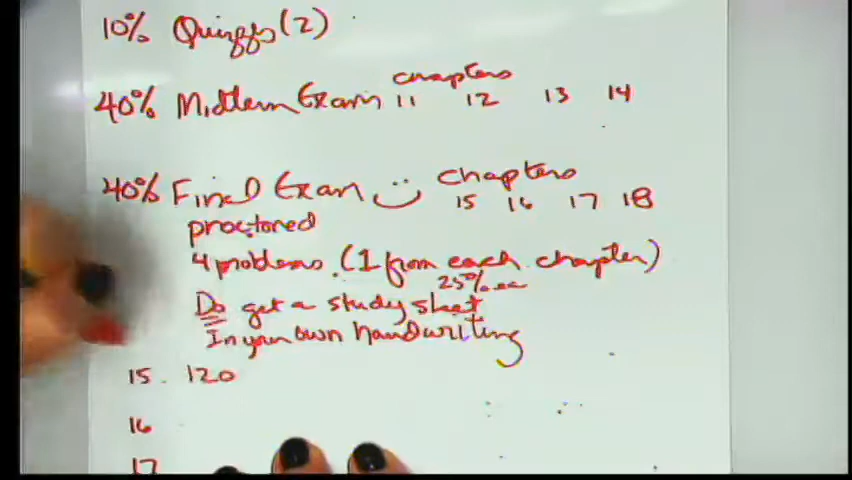 10% Quizzes (2)
chapters
40% Midterm Exam 11 12 13 14
40% Final Exam chapters
15 16 17 18
proctored
4 problems. (1 from each chapter)
25% ea
Do get a study sheet
In your own handwriting
15. 120
16
17